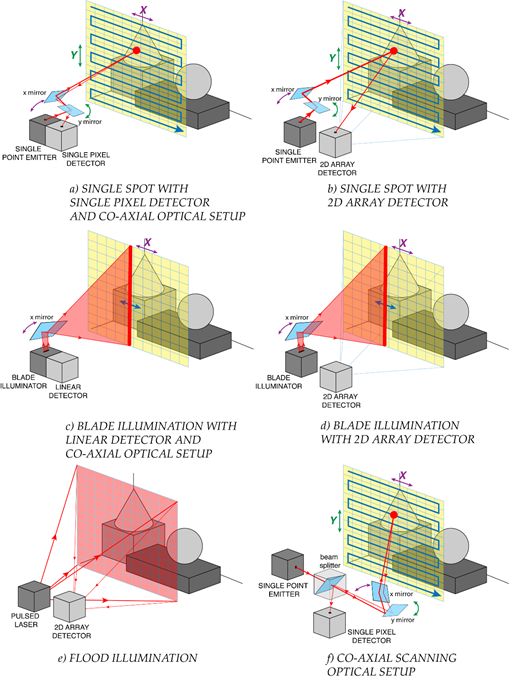 X
Y
x mirror
y mirror
SINGLE
POINT EMITTER
SINGLE PIXEL
DETECTOR
a) SINGLE SPOT WITH
SINGLE PIXEL DETECTOR
AND CO-AXIAL OPTICAL SETUP
X
Y
x mirror
y mirror
SINGLE
POINT EMITTER
2D ARRAY
DETECTOR
b) SINGLE SPOT WITH
2D ARRAY DETECTOR
X
x mirror
BLADE
ILLUMINATOR
LINEAR
DETECTOR
c) BLADE ILLUMINATION WITH
LINEAR DETECTOR AND
CO-AXIAL OPTICAL SETUP
X
x mirror
BLADE
ILLUMINATOR
2D ARRAY
DETECTOR
d) BLADE ILLUMINATION
WITH 2D ARRAY DETECTOR
PULSED
LASER
2D ARRAY
DETECTOR
e) FLOOD ILLUMINATION
X
Y
beam
splitter
SINGLE POINT
EMITTER
x mirror
y mirror
SINGLE PIXEL
DETECTOR
f) CO-AXIAL SCANNING
OPTICAL SETUP